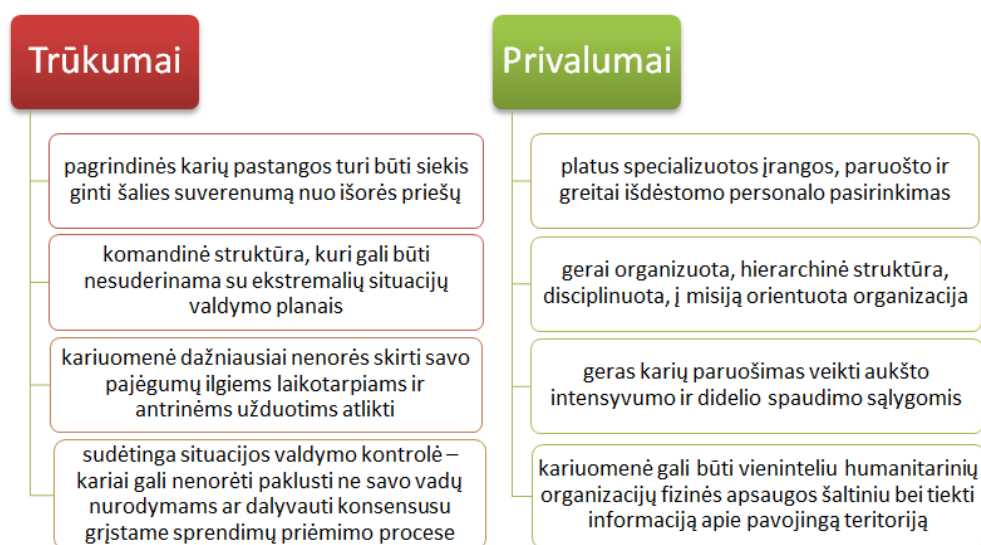 Trūkumai
pagrindinės karių pastangos turi būti siekis
ginti šalies suverenumą nuo išorės priešų
komandinė struktūra, kuri gali būti
nesuderinama su ekstremalių situacijų
valdymo planais
kariuomenė dažniausiai nenorės skirti savo
pajėgumų ilgiems laikotarpiams ir
antrinėms užduotims atlikti
sudėtinga situacijos valdymo kontrolė –
kariai gali nenorėti paklusti ne savo vadų
nurodymams ar dalyvauti konsensusu
grįstame sprendimų priėmimo procese
Privalumai
platus specializuotos įrangos, paruošto ir
greitai išdėstomo personalo pasirinkimas
gerai organizuota, hierarchinė struktūra,
disciplinuota, į misiją orientuota organizacija
geras karių paruošimas veikti aukšto
intensyvumo ir didelio spaudimo sąlygomis
kariuomenė gali būti vieninteliu humanitarinių
organizacijų fizinės apsaugos šaltiniu bei tiekti
informaciją apie pavojingą teritoriją